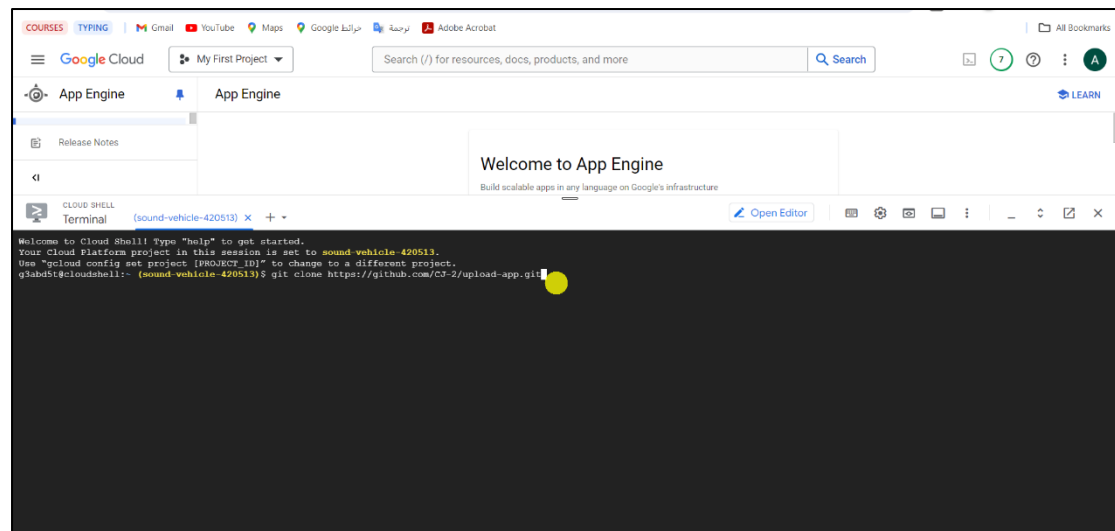 COURSES TYPING Gmail YouTube Maps خرائط Google ترجمة Adobe Acrobat All Bookmarks
Google Cloud My First Project Search (/) for resources, docs, products, and more Search 7 A
App Engine App Engine LEARN
Release Notes
Welcome to App Engine
Build scalable apps in any language on Google's infrastructure
CLOUD SHELL
Terminal (sound-vehicle-420513) Open Editor
Welcome to Cloud Shell! Type "help" to get started.
Your Cloud Platform project in this session is set to sound-vehicle-420513.
Use "gcloud config set project [PROJECT_ID]" to change to a different project.
g3abd5t@cloudshell:~ (sound-vehicle-420513)$ git clone https://github.com/CJ-2/upload-app.git